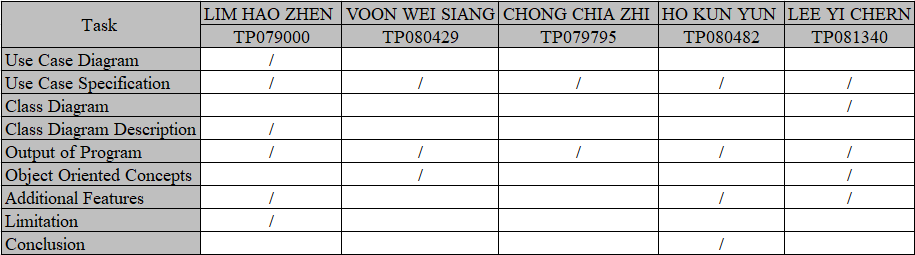 Task LIM HAO ZHEN VOON WEI SIANG CHONG CHIA ZHI HO KUN YUN LEE YI CHERN
TP079000 TP080429 TP079795 TP080482 TP081340
Use Case Diagram /
Use Case Specification / / / / /
Class Diagram /
Class Diagram Description /
Output of Program / / / / /
Object Oriented Concepts / /
Additional Features / / /
Limitation /
Conclusion /